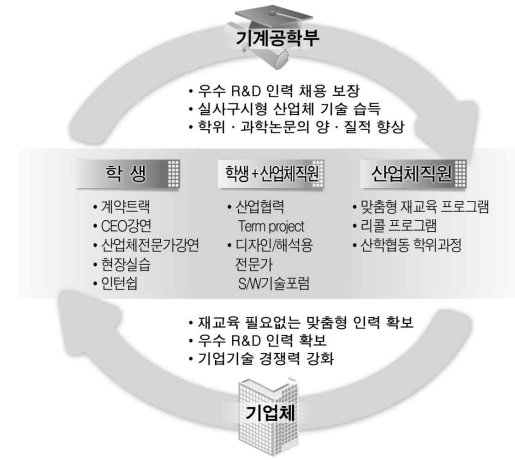 기계공학부
• 우수 R&D 인력 채용 보장
• 실사구시형 산업체 기술 습득
• 학위 · 과학논문의 양 · 질적 향상
학 생
• 계약트랙
• CEO강연
• 산업체전문가강연
• 현장실습
• 인턴쉽
학생+산업체직원
• 산업협력
Term project
• 디자인/해석용
전문가
S/W기술포럼
산업체직원
• 맞춤형 재교육 프로그램
• 리콜 프로그램
• 산학협동 학위과정
• 재교육 필요없는 맞춤형 인력 확보
• 우수 R&D 인력 확보
• 기업기술 경쟁력 강화
기업체